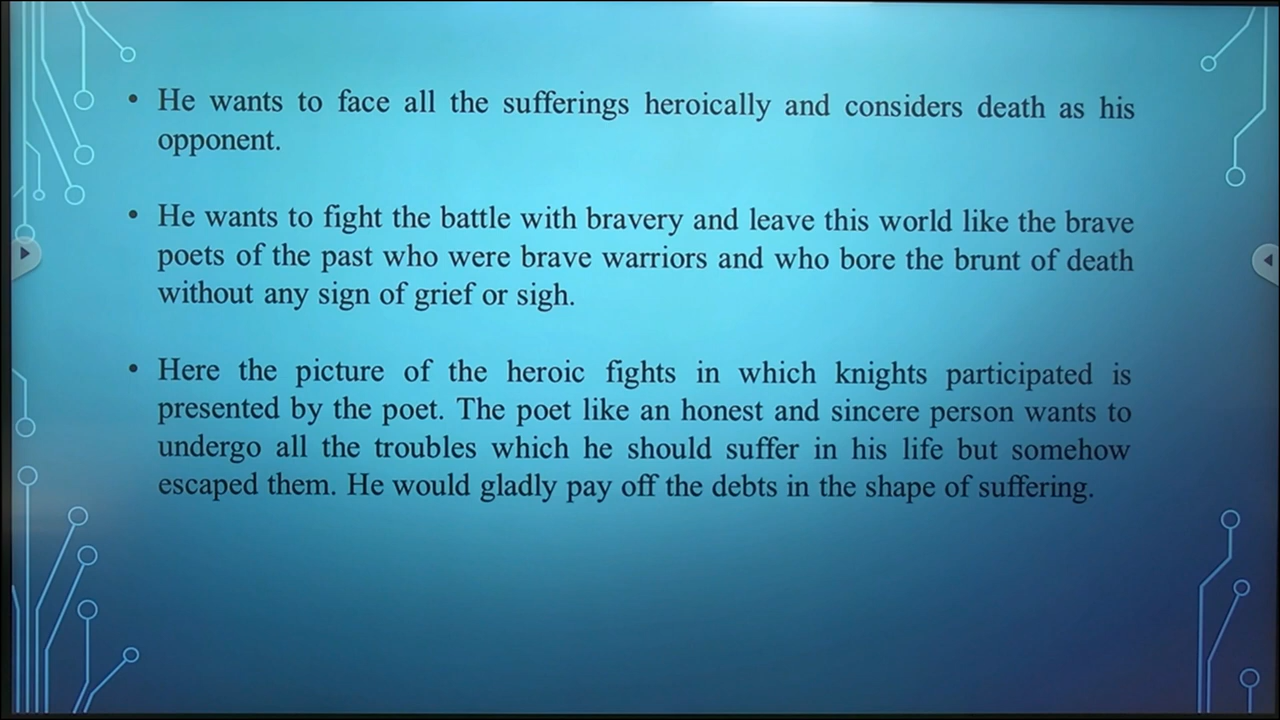 • He wants to face all the sufferings heroically and considers death as his
opponent.
• He wants to fight the battle with bravery and leave this world like the brave
poets of the past who were brave warriors and who bore the brunt of death
without any sign of grief or sigh.
• Here the picture of the heroic fights in which knights participated is
presented by the poet. The poet like an honest and sincere person wants to
undergo all the troubles which he should suffer in his life but somehow
escaped them. He would gladly pay off the debts in the shape of suffering.